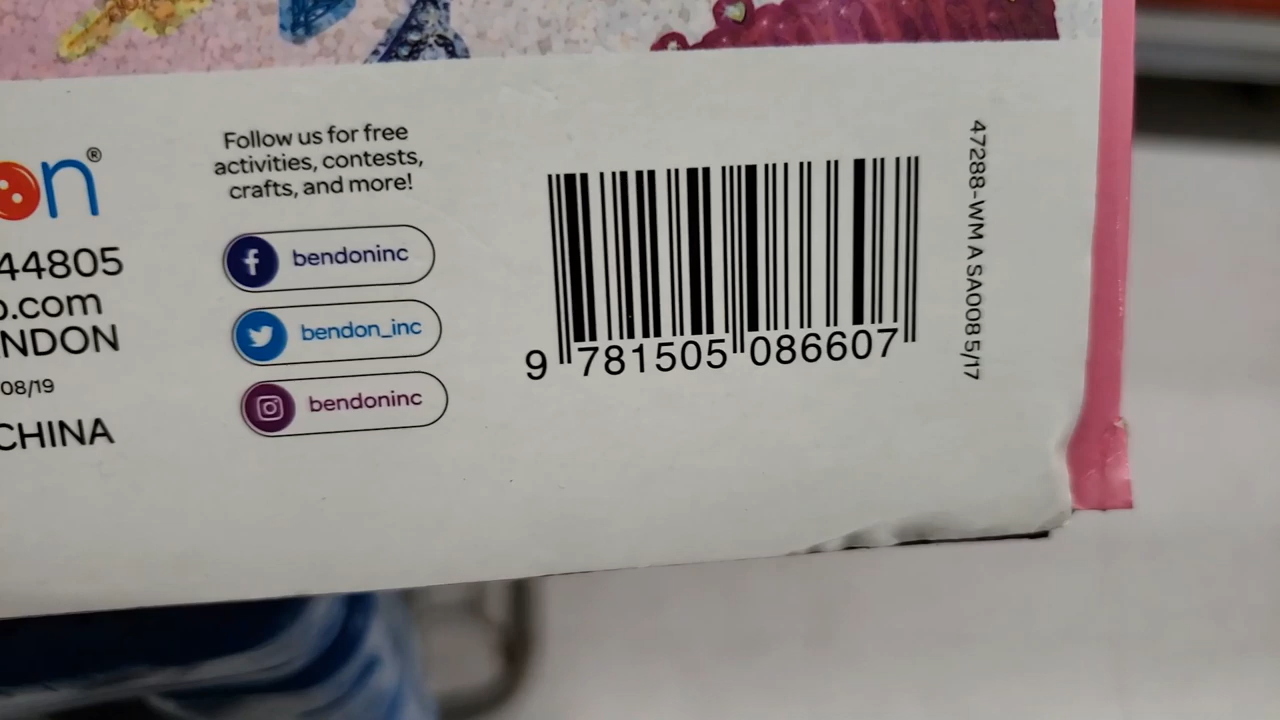 on®
44805
o.com
NDON
08/19
CHINA
Follow us for free
activities, contests,
crafts, and more!
bendoninc
bendon_inc
bendoninc
9 781505 086607
47288-WM A SA008 5/17